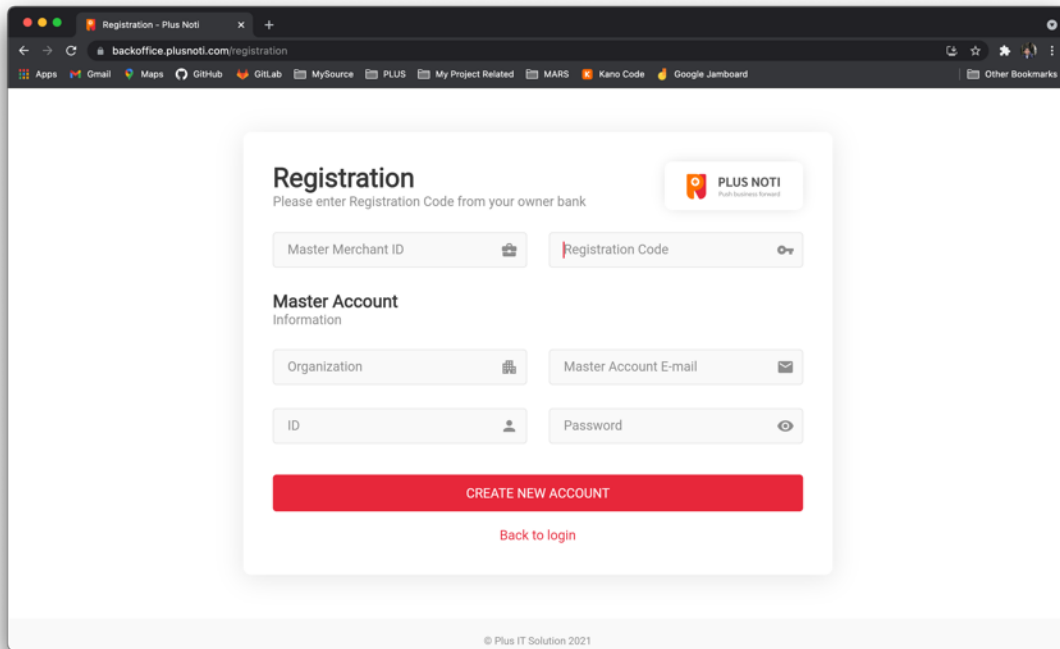 Registration - Plus Noti
backoffice.plusnoti.com/registration
Apps Gmail Maps GitHub GitLab MySource PLUS My Project Related MARS Kano Code Google Jamboard Other Bookmarks
Registration
Please enter Registration Code from your owner bank
PLUS NOTI
Push business forward
Master Merchant ID Registration Code
Master Account
Information
Organization Master Account E-mail
ID Password
CREATE NEW ACCOUNT
Back to login
© Plus IT Solution 2021